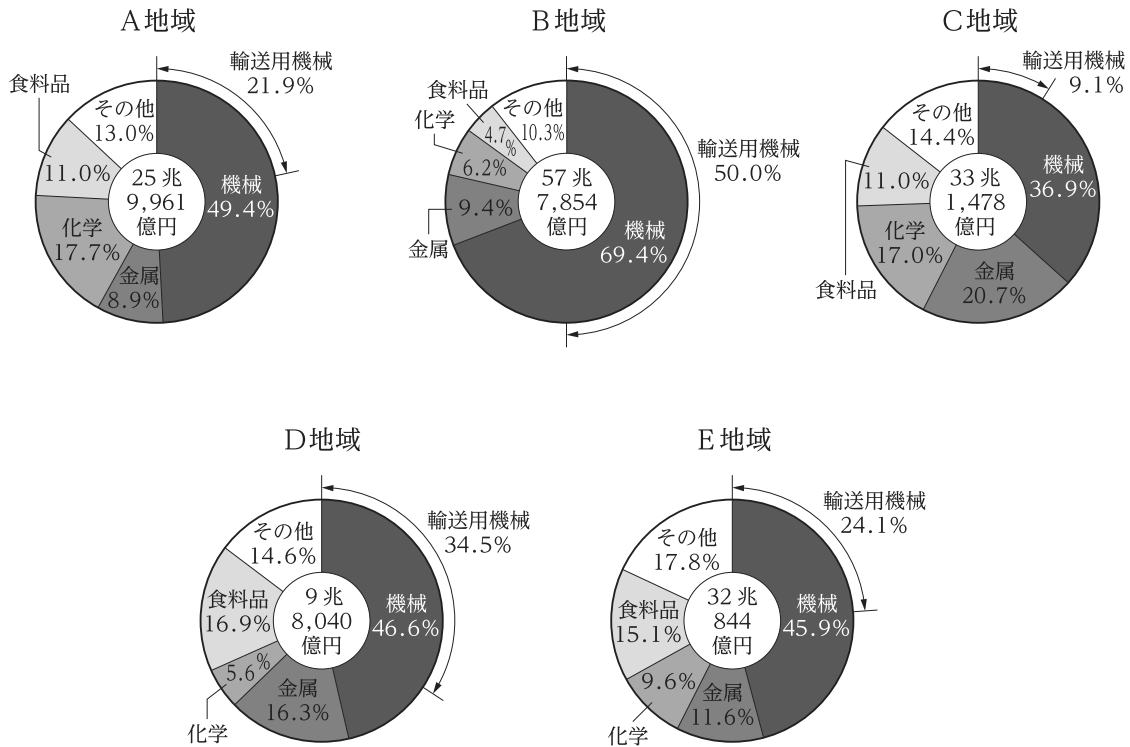 A地域
輸送用機械
21.9%
食料品
その他
13.0%
11.0%
25兆
9,961
億円
機械
49.4%
化学
17.7%
金属
8.9%
B地域
食料品
その他
10.3%
化学
4.7%
6.2%
輸送用機械
50.0%
57兆
7,854
億円
9.4%
機械
69.4%
金属
C地域
輸送用機械
9.1%
その他
14.4%
機械
36.9%
11.0%
33兆
1,478
億円
化学
17.0%
金属
20.7%
食料品
D地域
輸送用機械
34.5%
その他
14.6%
食料品
16.9%
9兆
8,040
億円
機械
46.6%
5.6%
金属
16.3%
化学
E地域
輸送用機械
24.1%
その他
17.8%
食料品
15.1%
32兆
844
億円
機械
45.9%
9.6%
金属
11.6%
化学